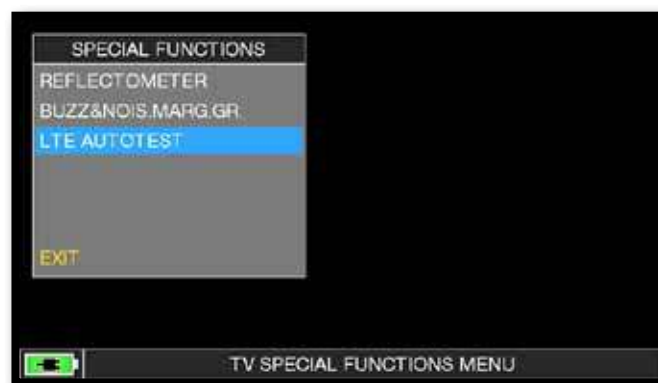 SPECIAL FUNCTIONS
REFLECTOMETER
BUZZ&NOIS.MARG.GR.
LTE AUTOTEST
EXIT
TV SPECIAL FUNCTIONS MENU